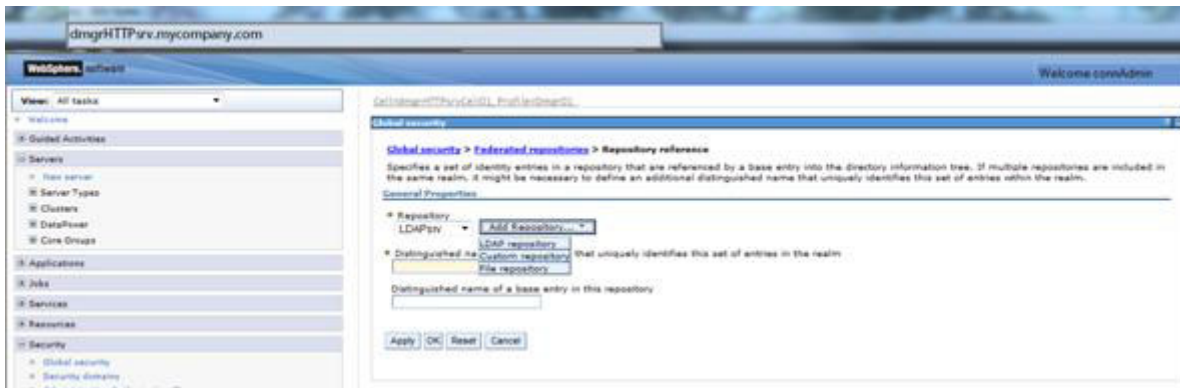 dmgrHTTPsrv.mycompany.com
WebSphere. software
Welcome connAdmin
View: All tasks
Welcome
Guided Activities
Servers
New server
Server Types
Clusters
DataPower
Core Groups
Applications
Jobs
Services
Resources
Security
Global security
Security domains
Global security
Global security > Federated repositories > Repository reference
Specifies a set of identity entries in a repository that are referenced by a base entry into the directory information tree. If multiple repositories are included in
the same realm, it might be necessary to define an additional distinguished name that uniquely identifies this set of entries within the realm.
General Properties
* Repository
LDAPsrv Add Repository...
LDAP repository
Custom repository
File repository
* Distinguished na that uniquely identifies this set of entries in the realm
Distinguished name of a base entry in this repository
Apply OK Reset Cancel